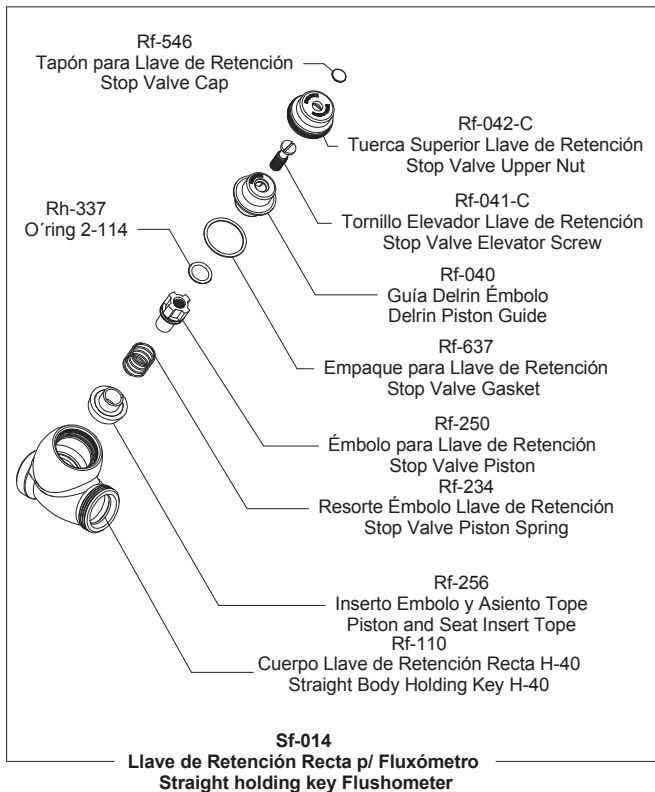 Rf-546
Tapón para Llave de Retención
Stop Valve Cap
Rf-042-C
Tuerca Superior Llave de Retención
Stop Valve Upper Nut
Rh-337
O´ring 2-114
Rf-041-C
Tornillo Elevador Llave de Retención
Stop Valve Elevator Screw
Rf-040
Guía Delrin Émbolo
Delrin Piston Guide
Rf-637
Empaque para Llave de Retención
Stop Valve Gasket
Rf-250
Émbolo para Llave de Retención
Stop Valve Piston
Rf-234
Resorte Émbolo Llave de Retención
Stop Valve Piston Spring
Rf-256
Inserto Embolo y Asiento Tope
Piston and Seat Insert Tope
Rf-110
Cuerpo Llave de Retención Recta H-40
Straight Body Holding Key H-40
Sf-014
Llave de Retención Recta p/ Fluxómetro
Straight holding key Flushometer